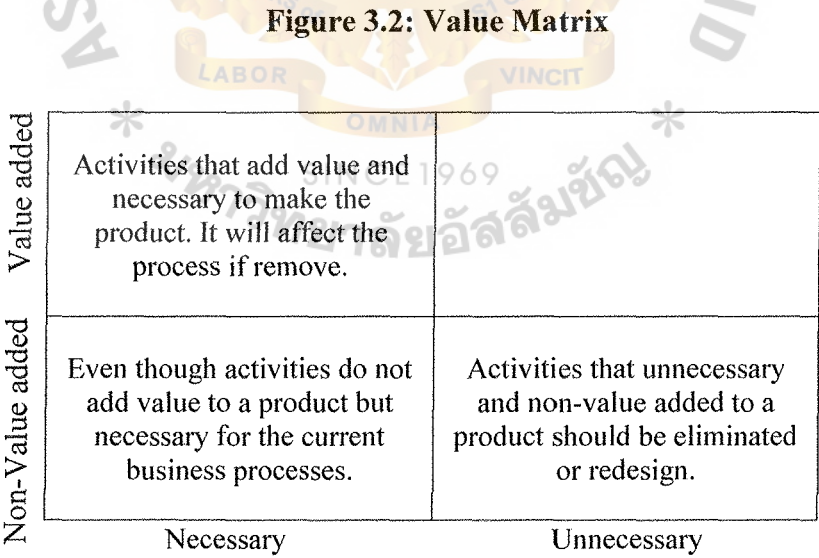 Figure 3.2: Value Matrix
LABOR
VINCIT
OMNIA
SINCE 1969
Value added
Activities that add value and
necessary to make the
product. It will affect the
process if remove.
Non-Value added
Even though activities do not
add value to a product but
necessary for the current
business processes.
Activities that unnecessary
and non-value added to a
product should be eliminated
or redesign.
Necessary
Unnecessary